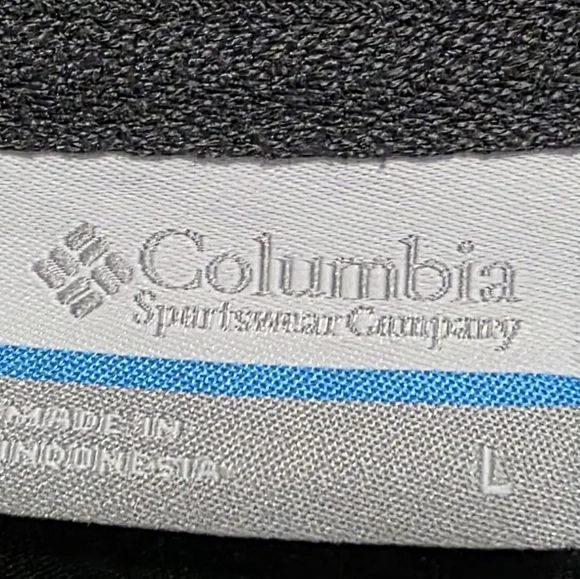 Columbia
Sportswear Company
MADE IN
INDONESIA
L